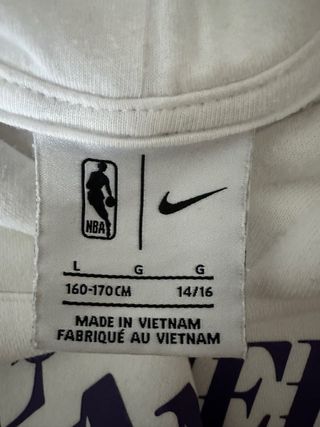 NBA
L G G
160-170CM 14/16
MADE IN VIETNAM
FABRIQUÉ AU VIETNAM